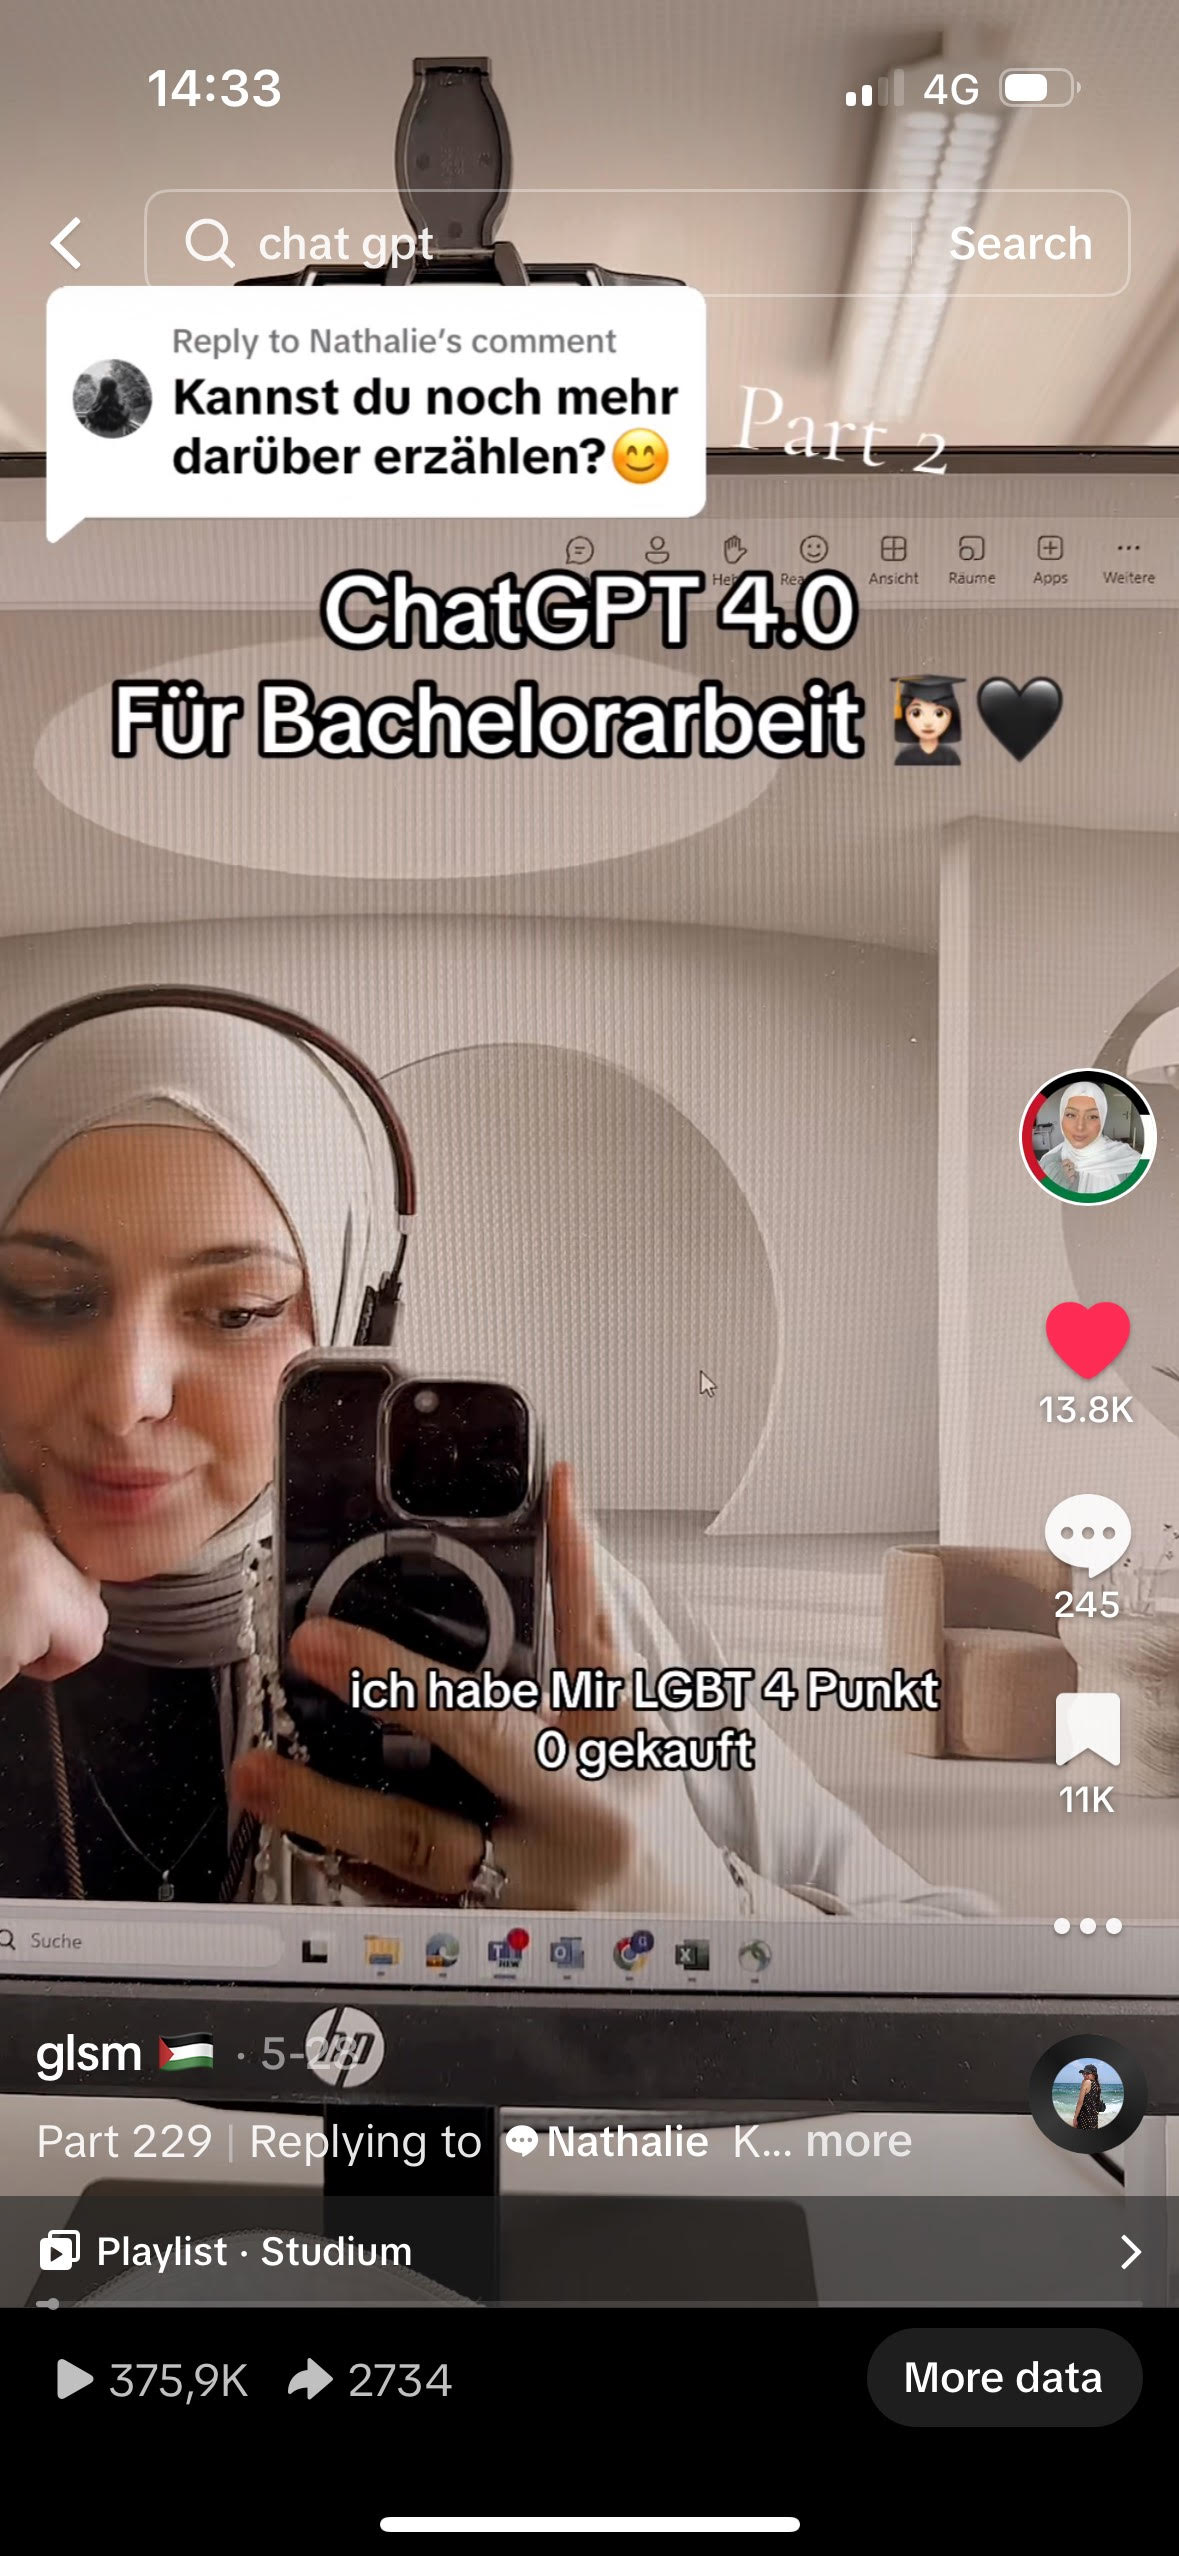 14:33
4G
chat gpt
Search
Reply to Nathalie's comment
Kannst du noch mehr
darüber erzählen?😊
Part 2
Ansicht
Räume
Apps
Weitere
ChatGPT 4.0
Für Bachelorarbeit 👩🏻‍🎓🖤
13.8K
245
ich habe Mir LGBT 4 Punkt
0 gekauft
11K
Suche
hp
glsm 🇵🇸 · 5-28
Part 229 | Replying to Nathalie K... more
Playlist · Studium
375,9K
2734
More data